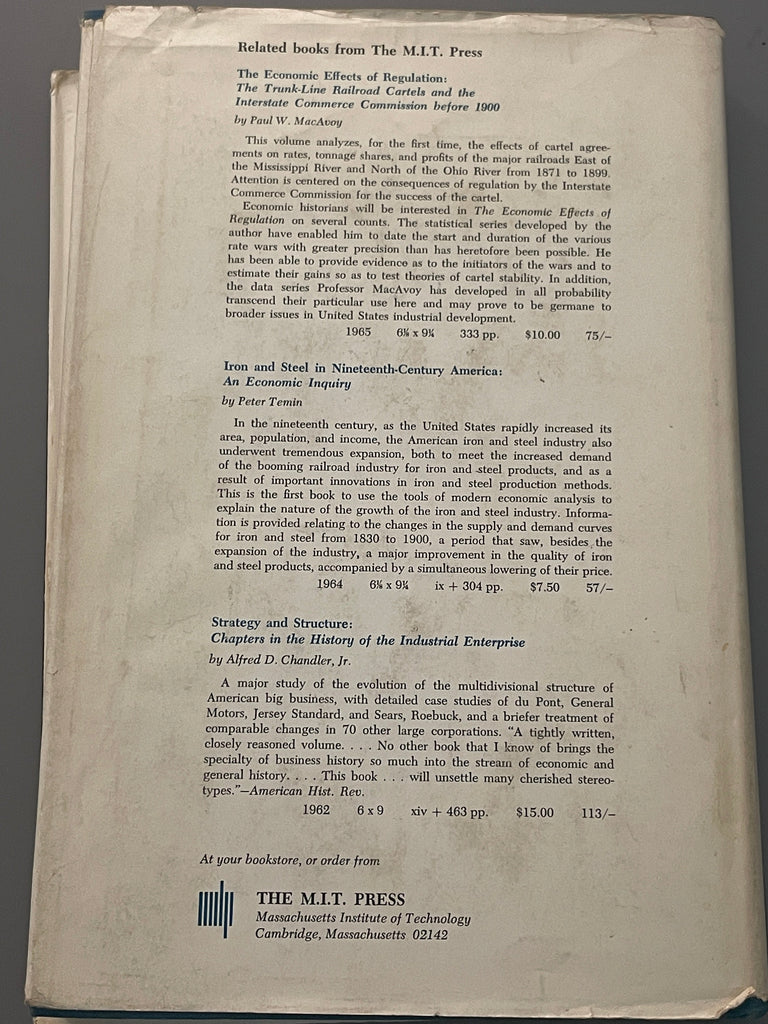 Related books from The M.I.T. Press
The Economic Effects of Regulation:
The Trunk-Line Railroad Cartels and the
Interstate Commerce Commission before 1900
by Paul W. MacAvoy
This volume analyzes, for the first time, the effects of cartel agree-
ments on rates, tonnage shares, and profits of the major railroads East of
the Mississippi River and North of the Ohio River from 1871 to 1899.
Attention is centered on the consequences of regulation by the Interstate
Commerce Commission for the success of the cartel.
Economic historians will be interested in The Economic Effects of
Regulation on several counts. The statistical series developed by the
author have enabled him to date the start and duration of the various
rate wars with greater precision than has heretofore been possible. He
has been able to provide evidence as to the initiators of the wars and to
estimate their gains so as to test theories of cartel stability. In addition,
the data series Professor MacAvoy has developed in all probability
transcend their particular use here and may prove to be germane to
broader issues in United States industrial development.
1965 6⅛ x 9¼ 333 pp. $10.00 75/–
Iron and Steel in Nineteenth-Century America:
An Economic Inquiry
by Peter Temin
In the nineteenth century, as the United States rapidly increased its
area, population, and income, the American iron and steel industry also
underwent tremendous expansion, both to meet the increased demand
of the booming railroad industry for iron and steel products, and as a
result of important innovations in iron and steel production methods.
This is the first book to use the tools of modern economic analysis to
explain the nature of the growth of the iron and steel industry. Informa-
tion is provided relating to the changes in the supply and demand curves
for iron and steel from 1830 to 1900, a period that saw, besides the
expansion of the industry, a major improvement in the quality of iron
and steel products, accompanied by a simultaneous lowering of their price.
1964 6⅛ x 9¼ ix + 304 pp. $7.50 57/–
Strategy and Structure:
Chapters in the History of the Industrial Enterprise
by Alfred D. Chandler, Jr.
A major study of the evolution of the multidivisional structure of
American big business, with detailed case studies of du Pont, General
Motors, Jersey Standard, and Sears, Roebuck, and a briefer treatment of
comparable changes in 70 other large corporations. “A tightly written,
closely reasoned volume. . . . No other book that I know of brings the
specialty of business history so much into the stream of economic and
general history. . . . This book . . . will unsettle many cherished stereo-
types.”—American Hist. Rev.
1962 6 x 9 xiv + 463 pp. $15.00 113/–
At your bookstore, or order from
THE M.I.T. PRESS
Massachusetts Institute of Technology
Cambridge, Massachusetts 02142